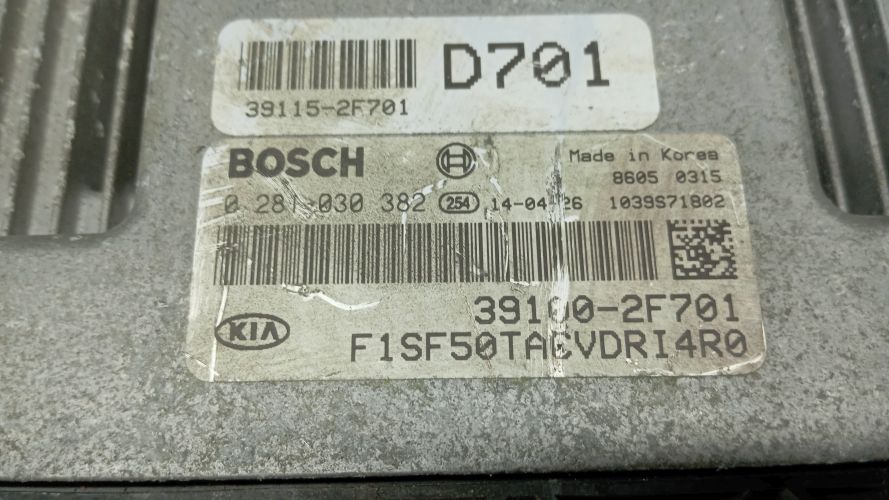 D701
39115-2F701
BOSCH
Made in Korea
8605 0315
0 281 030 382 254 14-04-26 1039S71802
39100-2F701
KIA
F1SF50TACVDRI4R0